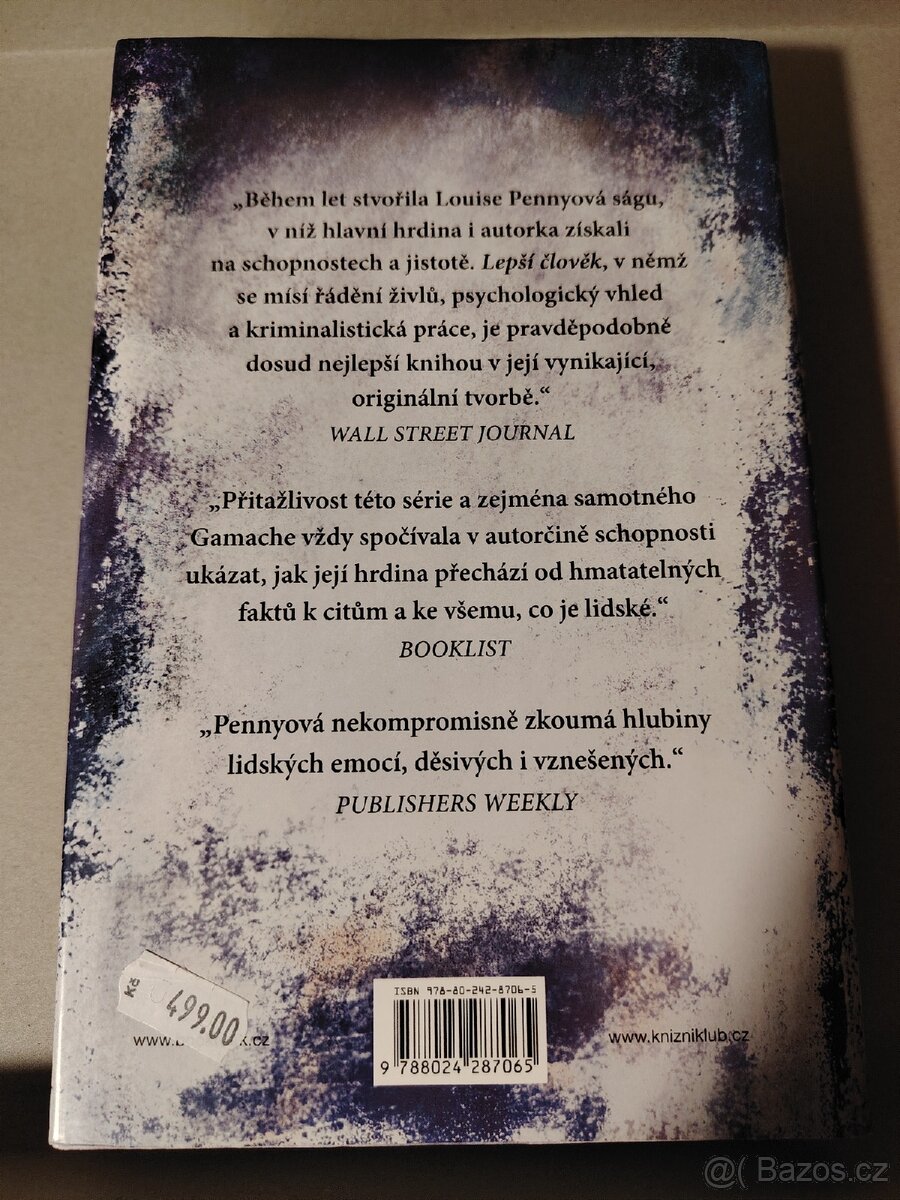 „Během let stvořila Louise Pennyová ságu,
v níž hlavní hrdina i autorka získali
na schopnostech a jistotě. Lepší člověk, v němž
se mísí řádění živlů, psychologický vhled
a kriminalistická práce, je pravděpodobně
dosud nejlepší knihou v její vynikající,
originální tvorbě.“
WALL STREET JOURNAL
„Přitažlivost této série a zejména samotného
Gamache vždy spočívala v autorčině schopnosti
ukázat, jak její hrdina přechází od hmatatelných
faktů k citům a ke všemu, co je lidské.“
BOOKLIST
„Pennyová nekompromisně zkoumá hlubiny
lidských emocí, děsivých i vznešených.“
PUBLISHERS WEEKLY
Kč 499.00
ISBN 978-80-242-8706-5
9 788024 287065
www.knizniklub.cz
@( Bazos.cz